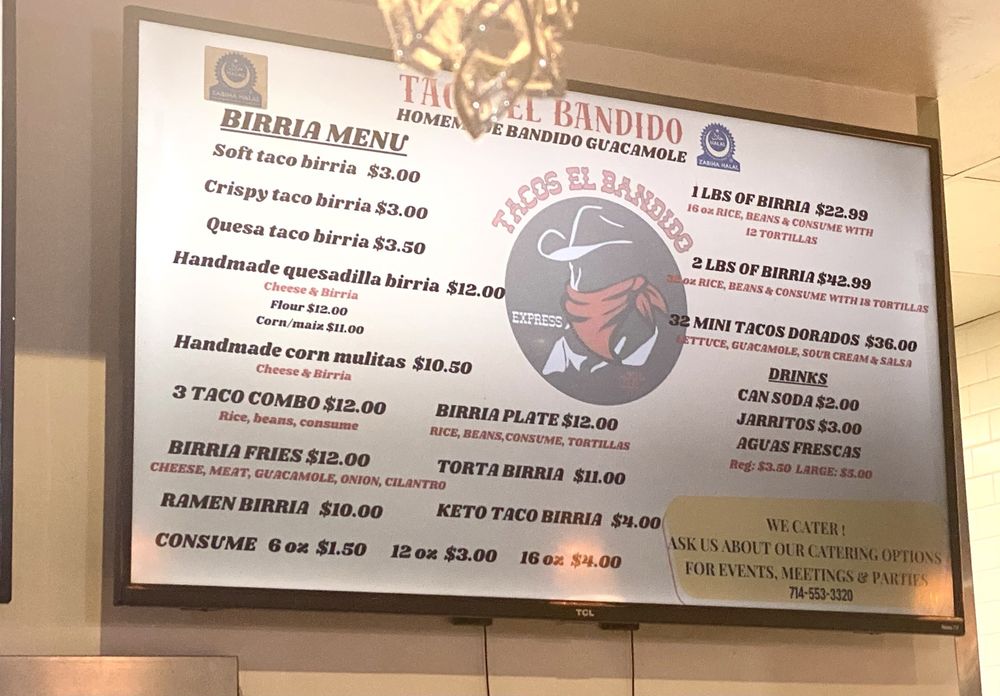 HALAL
ZABIHA HALAL
EL BANDIDO
BANDIDO GUACAMOLE
HALAL
ZABIHA HALAL
BIRRIA MENU
Soft taco birria $3.00
Crispy taco birria $3.00
Quesa taco birria $3.50
Handmade quesadilla birria $12.00
Cheese & Birria
Flour $12.00
Corn/maiz $11.00
Handmade corn mulitas $10.50
Cheese & Birria
3 TACO COMBO $12.00
Rice, beans, consume
BIRRIA FRIES $12.00
CHEESE, MEAT, GUACAMOLE, ONION, CILANTRO
RAMEN BIRRIA $10.00
CONSUME 6 oz $1.50 12 oz $3.00 16 oz $4.00
TACOS EL BANDIDO
EXPRESS
BIRRIA PLATE $12.00
RICE, BEANS, CONSUME, TORTILLAS
TORTA BIRRIA $11.00
KETO TACO BIRRIA $4.00
1 LBS OF BIRRIA $22.99
16 oz RICE, BEANS & CONSUME WITH
12 TORTILLAS
2 LBS OF BIRRIA $42.99
32 oz RICE, BEANS & CONSUME WITH 18 TORTILLAS
32 MINI TACOS DORADOS $36.00
LETTUCE, GUACAMOLE, SOUR CREAM & SALSA
DRINKS
CAN SODA $2.00
JARRITOS $3.00
AGUAS FRESCAS
Reg: $3.50 LARGE: $5.00
WE CATER !
ASK US ABOUT OUR CATERING OPTIONS
FOR EVENTS, MEETINGS & PARTIES
714-553-3320
TCL